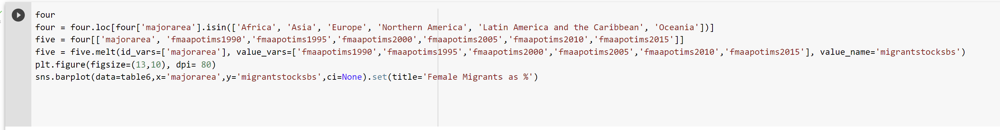 four
four = four.loc[four['majorarea'].isin(['Africa', 'Asia', 'Europe', 'Northern America', 'Latin America and the Caribbean', 'Oceania'])]
five = four[['majorarea', 'fmaapotims1990','fmaapotims1995','fmaapotims2000','fmaapotims2005','fmaapotims2010','fmaapotims2015']]
five = five.melt(id_vars=['majorarea'], value_vars=['fmaapotims1990','fmaapotims1995','fmaapotims2000','fmaapotims2005','fmaapotims2010','fmaapotims2015'], value_name='migrantstocksbs')
plt.figure(figsize=(13,10), dpi= 80)
sns.barplot(data=table6,x='majorarea',y='migrantstocksbs',ci=None).set(title='Female Migrants as %')